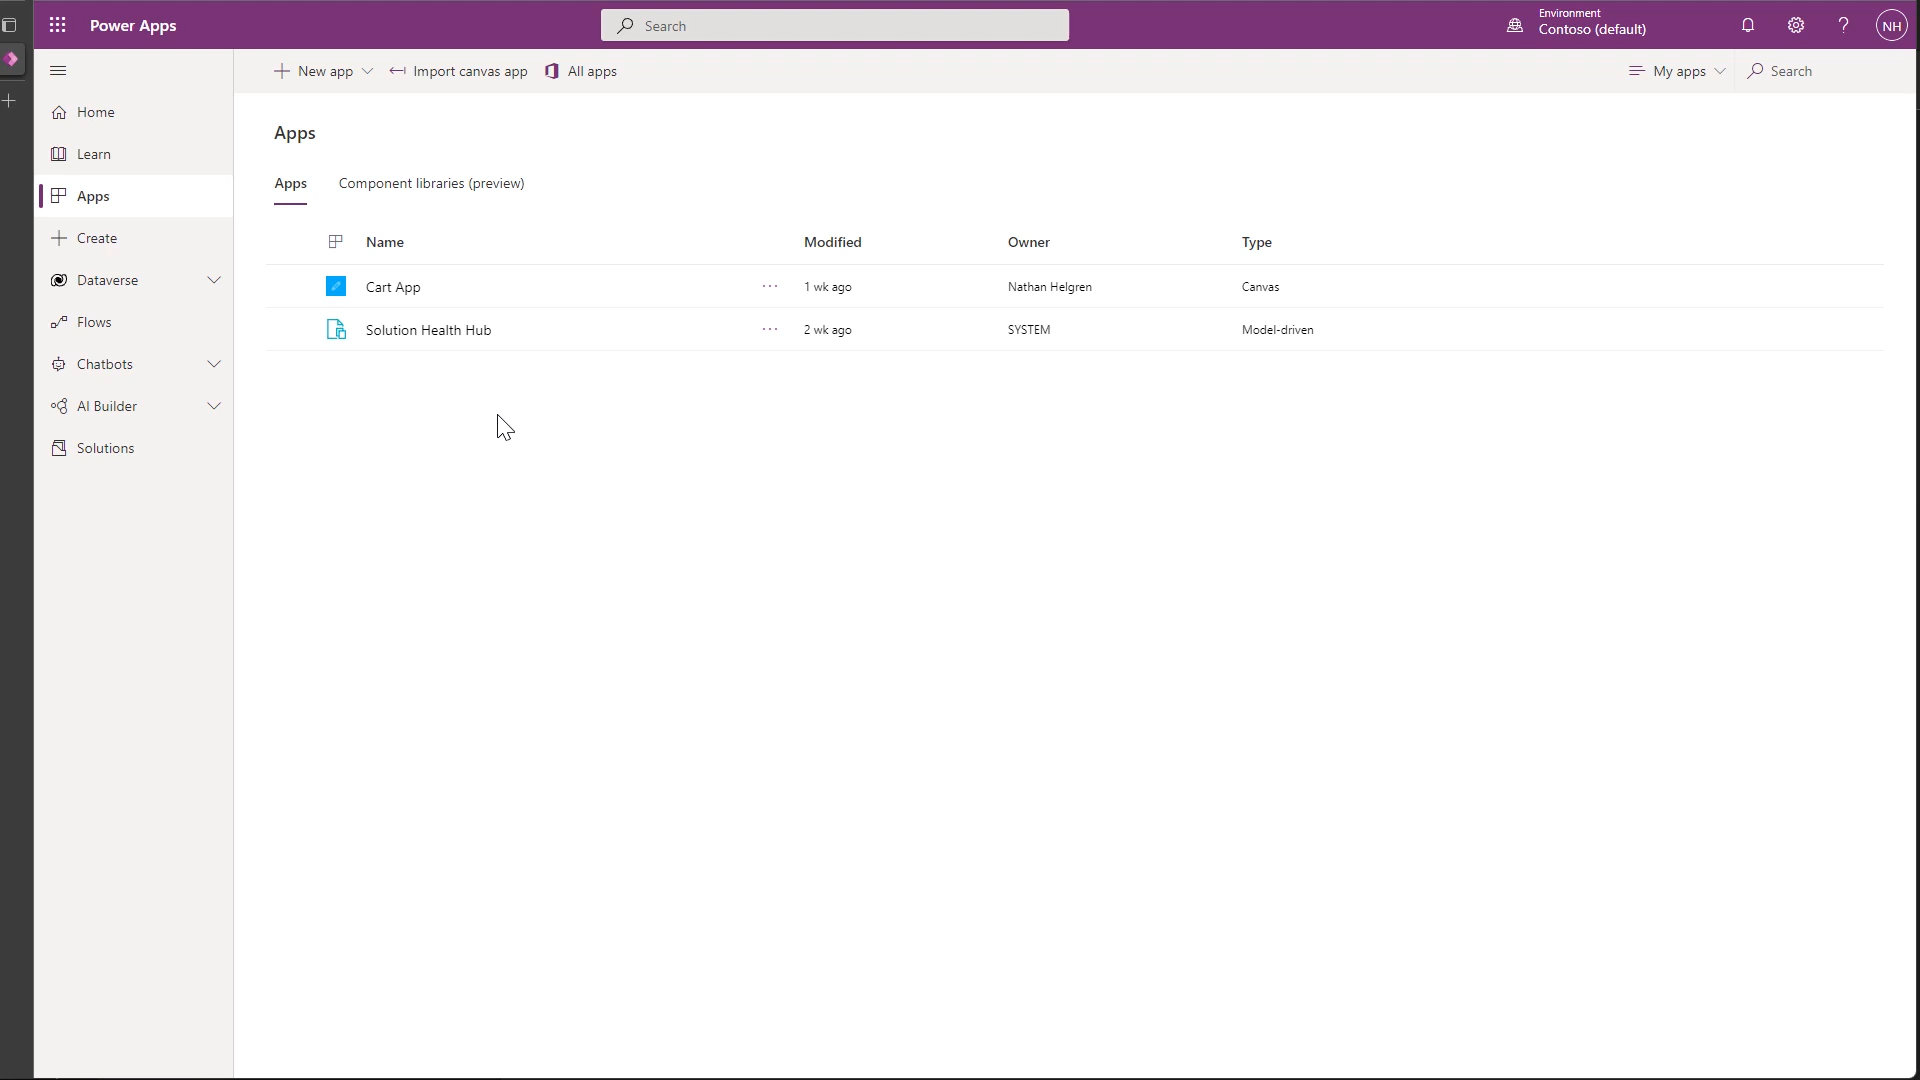 Power Apps
Search
Environment
Contoso (default)
NH
New app
Import canvas app
All apps
My apps
Search
Home
Learn
Apps
Create
Dataverse
Flows
Chatbots
AI Builder
Solutions
Apps
Apps Component libraries (preview)
Name Modified Owner Type
Cart App ··· 1 wk ago Nathan Helgren Canvas
Solution Health Hub ··· 2 wk ago SYSTEM Model-driven